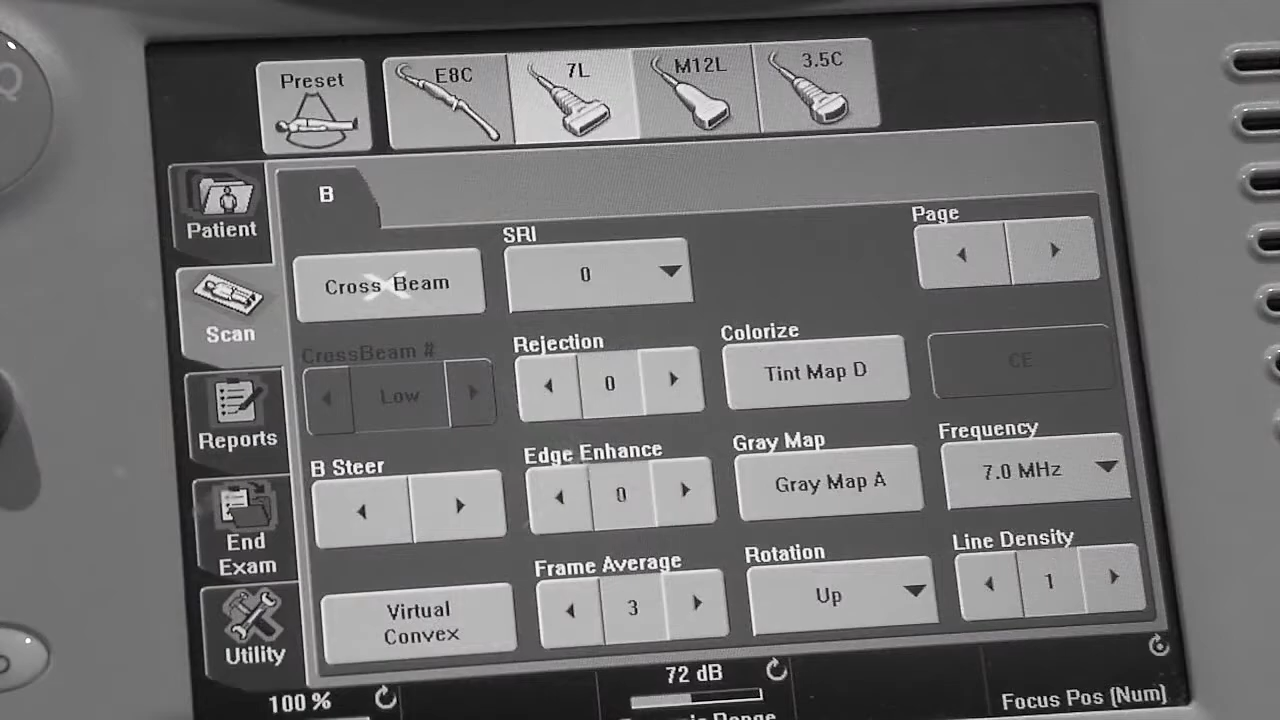 Q
Preset
E8C
7L
M12L
3.5C
Patient
B
SRI
Page
Cross Beam
0
Scan
CrossBeam #
Rejection
Colorize
Low
0
Tint Map D
CE
Reports
B Steer
Edge Enhance
Gray Map
Frequency
0
Gray Map A
7.0 MHz
End
Exam
Frame Average
Rotation
Line Density
Virtual
Convex
3
Up
1
Utility
100 %
72 dB
Focus Pos (Num)
Range